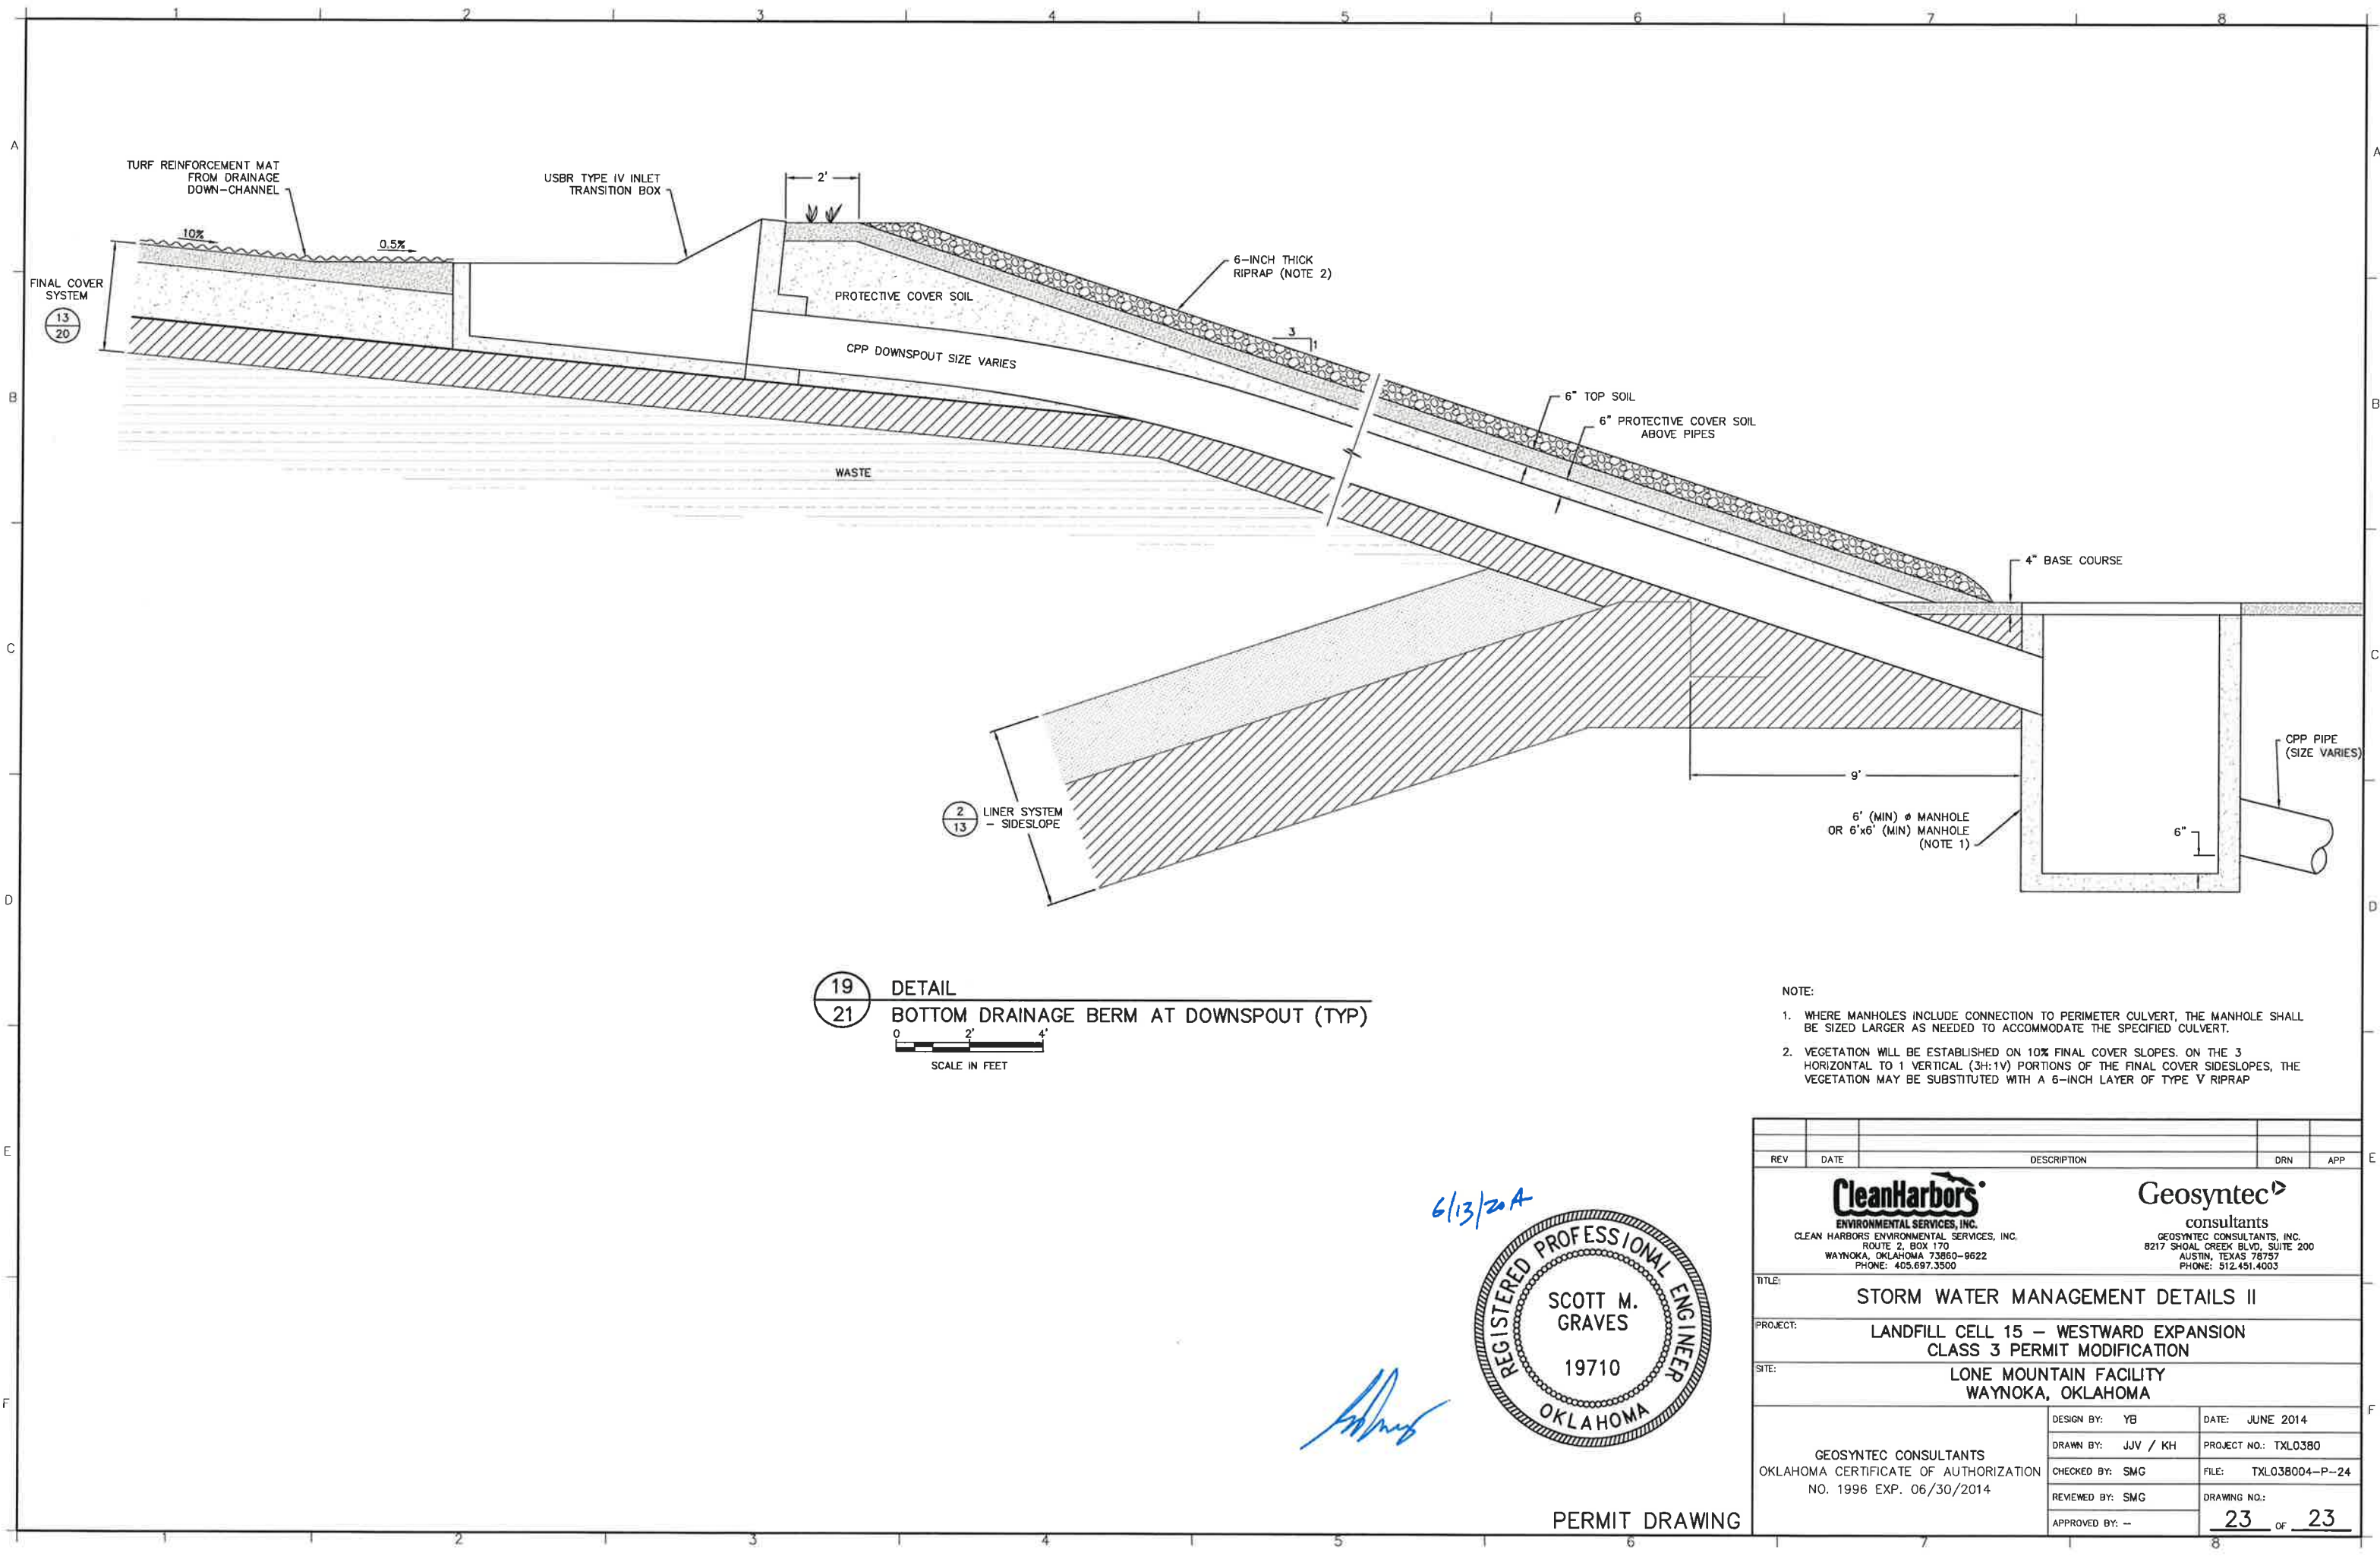 1 2 3 4 5 6 7 8
A
B
C
D
E
F
A
B
C
D
E
F
TURF REINFORCEMENT MAT
FROM DRAINAGE
DOWN-CHANNEL
10%
0.5%
FINAL COVER
SYSTEM
13
20
USBR TYPE IV INLET
TRANSITION BOX
2'
PROTECTIVE COVER SOIL
CPP DOWNSPOUT SIZE VARIES
WASTE
6-INCH THICK
RIPRAP (NOTE 2)
3
1
6" TOP SOIL
6" PROTECTIVE COVER SOIL
ABOVE PIPES
4" BASE COURSE
CPP PIPE
(SIZE VARIES)
9'
6' (MIN) ø MANHOLE
OR 6'x6' (MIN) MANHOLE
(NOTE 1)
6"
2
13
LINER SYSTEM
- SIDESLOPE
19
21
DETAIL
BOTTOM DRAINAGE BERM AT DOWNSPOUT (TYP)
0 2' 4'
SCALE IN FEET
NOTE:
1. WHERE MANHOLES INCLUDE CONNECTION TO PERIMETER CULVERT, THE MANHOLE SHALL
BE SIZED LARGER AS NEEDED TO ACCOMMODATE THE SPECIFIED CULVERT.
2. VEGETATION WILL BE ESTABLISHED ON 10% FINAL COVER SLOPES. ON THE 3
HORIZONTAL TO 1 VERTICAL (3H:1V) PORTIONS OF THE FINAL COVER SIDESLOPES, THE
VEGETATION MAY BE SUBSTITUTED WITH A 6-INCH LAYER OF TYPE V RIPRAP
REV DATE DESCRIPTION DRN APP
CleanHarbors
ENVIRONMENTAL SERVICES, INC.
CLEAN HARBORS ENVIRONMENTAL SERVICES, INC.
ROUTE 2, BOX 170
WAYNOKA, OKLAHOMA 73860-9622
PHONE: 405.697.3500
Geosyntec
consultants
GEOSYNTEC CONSULTANTS, INC.
8217 SHOAL CREEK BLVD, SUITE 200
AUSTIN, TEXAS 78757
PHONE: 512.451.4003
TITLE:
STORM WATER MANAGEMENT DETAILS II
PROJECT:
LANDFILL CELL 15 - WESTWARD EXPANSION
CLASS 3 PERMIT MODIFICATION
SITE:
LONE MOUNTAIN FACILITY
WAYNOKA, OKLAHOMA
GEOSYNTEC CONSULTANTS
OKLAHOMA CERTIFICATE OF AUTHORIZATION
NO. 1996 EXP. 06/30/2014
DESIGN BY: YB
DATE: JUNE 2014
DRAWN BY: JJV / KH
PROJECT NO.: TXL0380
CHECKED BY: SMG
FILE: TXL038004-P-24
REVIEWED BY: SMG
DRAWING NO.:
APPROVED BY: --
23 OF 23
REGISTERED PROFESSIONAL ENGINEER
SCOTT M.
GRAVES
19710
OKLAHOMA
PERMIT DRAWING
1 2 3 4 5 6 7 8